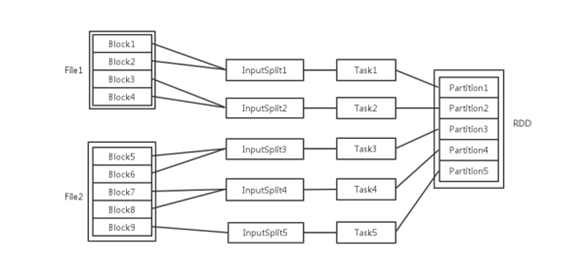 File1
Block1
Block2
Block3
Block4
File2
Block5
Block6
Block7
Block8
Block9
InputSplit1
InputSplit2
InputSplit3
InputSplit4
InputSplit5
Task1
Task2
Task3
Task4
Task5
Partition1
Partition2
Partition3
Partition4
Partition5
RDD